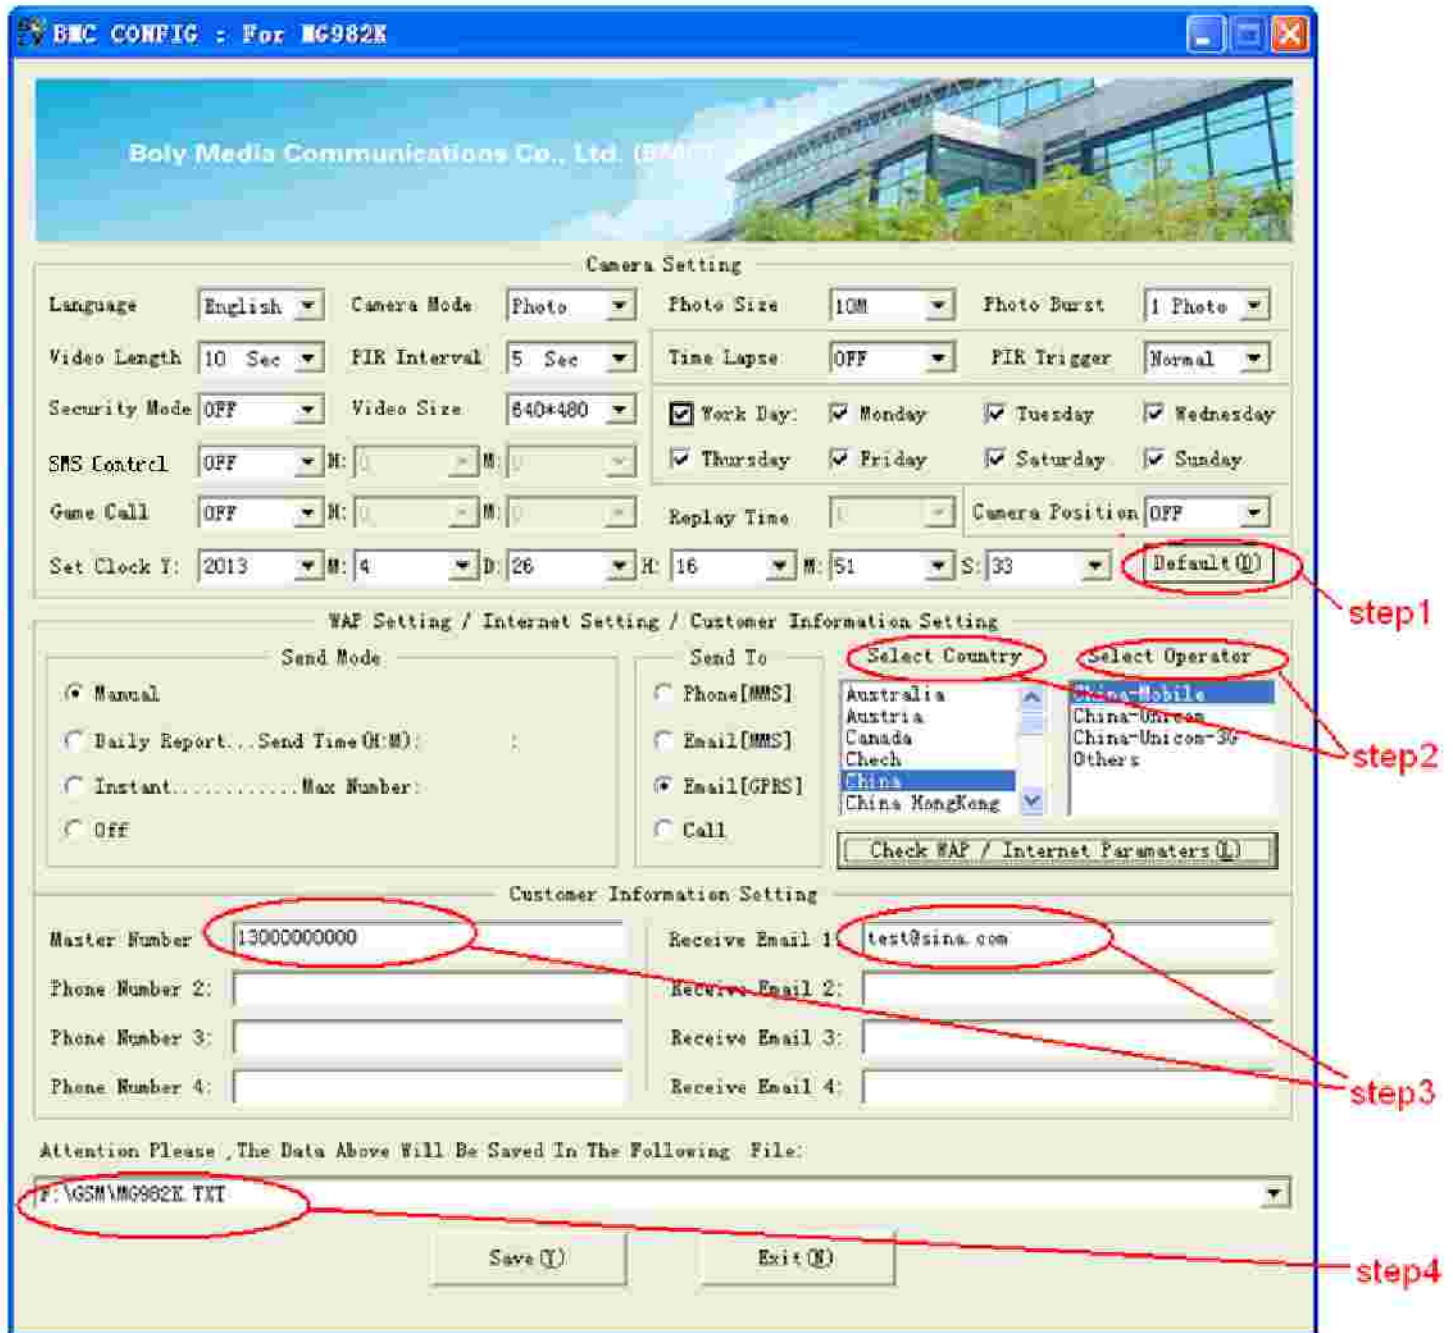 BMC CONFIG : For MG982K
Boly Media Communications Co., Ltd. (BMC)
Camera Setting
Language English Camera Mode Photo Photo Size 10M Photo Burst 1 Photo
Video Length 10 Sec PIR Interval 5 Sec Time Lapse OFF PIR Trigger Normal
Security Mode OFF Video Size 640*480 Work Day: Monday Tuesday Wednesday
SMS Control OFF H: 0 M: 0 Thursday Friday Saturday Sunday
Game Call OFF H: 0 M: 0 Replay Time Camera Position OFF
Set Clock Y: 2013 M: 4 D: 26 H: 16 M: 51 S: 33 Default(D)
step1
WAP Setting / Internet Setting / Customer Information Setting
Send Mode Send To Select Country Select Operator
Manual Phone[MMS] Australia China-Mobile
Austria China-Unicom
Daily Report...Send Time(H:M): : Email[MMS] Canada China-Unicom-3G
step2
Chech Others
Instant............Max Number: Email[GPRS] China
China HongKong
Off Call
Check WAP / Internet Paramaters(L)
Customer Information Setting
Master Number 13000000000 Receive Email 1: test@sina.com
Phone Number 2: Receive Email 2:
Phone Number 3: Receive Email 3:
Phone Number 4: Receive Email 4:
step3
Attention Please ,The Data Above Will Be Saved In The Following File:
F:\GSM\MG982K.TXT
Save(Y) Exit(N)
step4